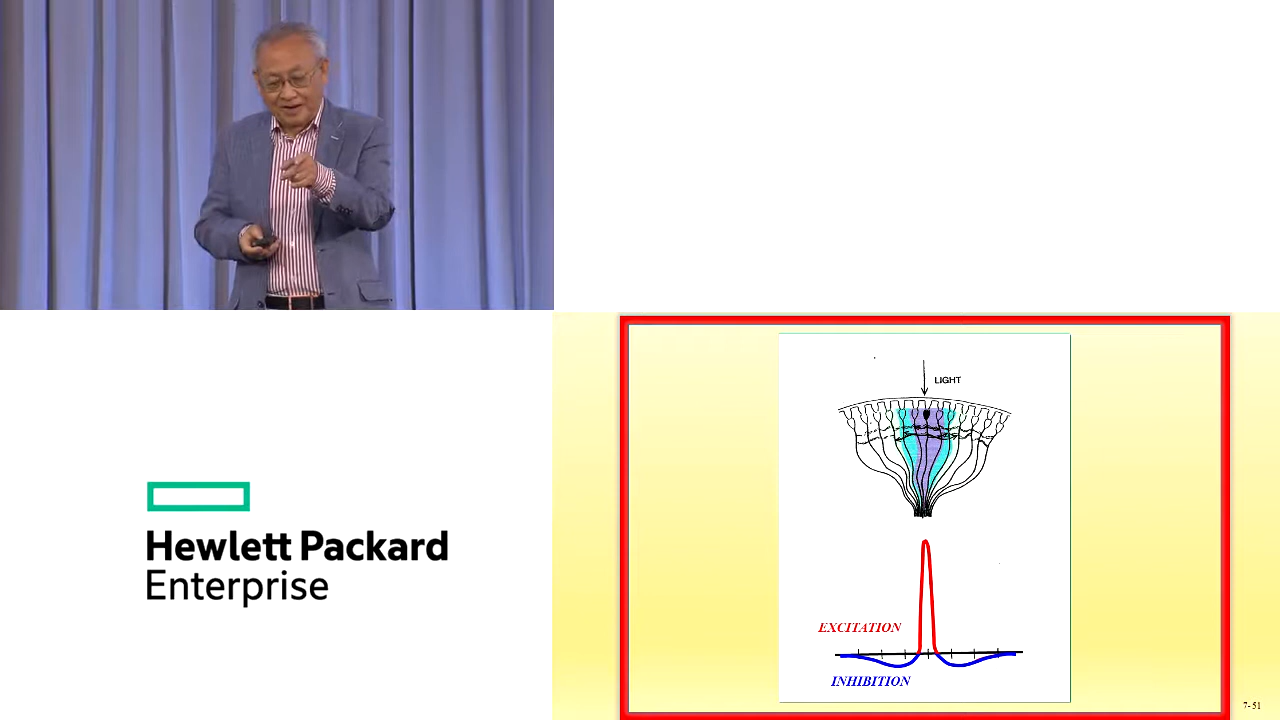 LIGHT
EXCITATION
INHIBITION
Hewlett Packard
Enterprise
7-51